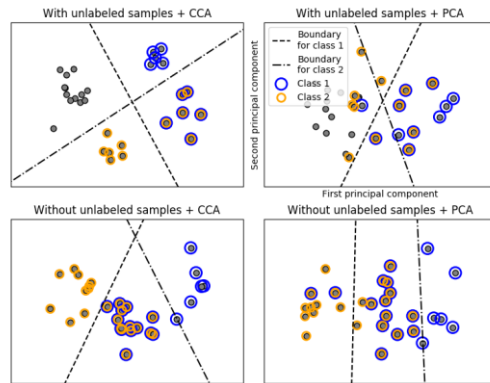 With unlabeled samples + CCA
With unlabeled samples + PCA
Boundary
for class 1
Boundary
for class 2
Class 1
Class 2
Second principal component
First principal component
Without unlabeled samples + CCA
Without unlabeled samples + PCA